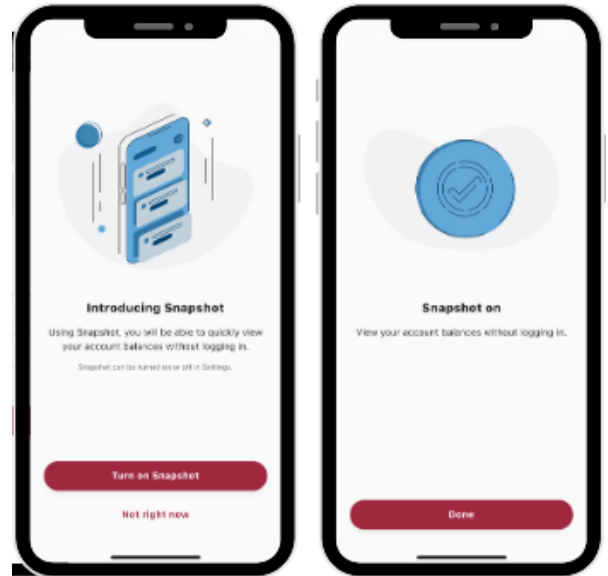 Introducing Snapshot
Using Snapshot, you will be able to quickly view
your account balances without logging in.
Snapshot can be turned on or off in Settings.
Turn on Snapshot
Not right now
Snapshot on
View your account balances without logging in.
Done